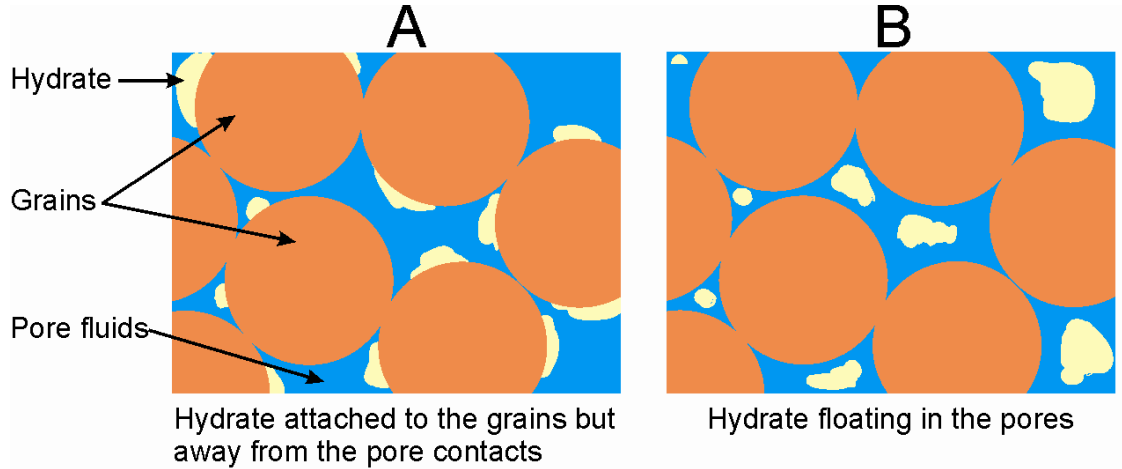 A
B
Hydrate
Grains
Pore fluids
Hydrate attached to the grains but
away from the pore contacts
Hydrate floating in the pores